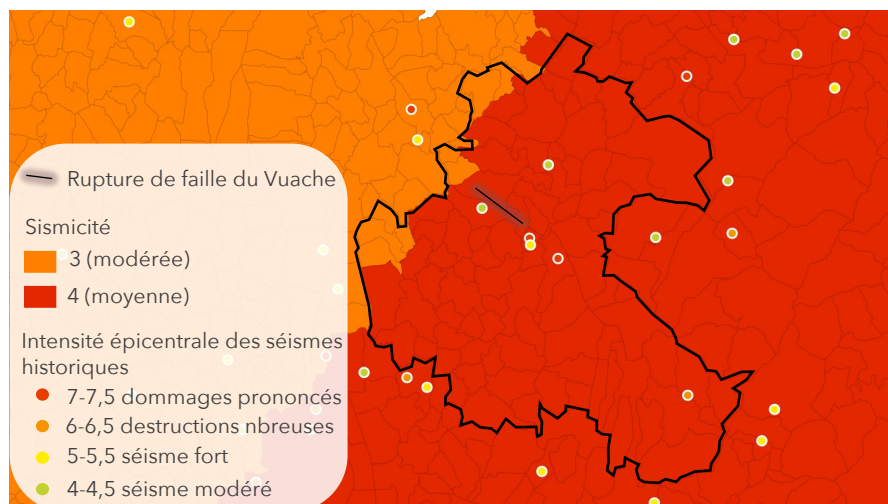 Rupture de faille du Vuache
Sismicité
3 (modérée)
4 (moyenne)
Intensité épicentrale des séismes
historiques
7-7,5 dommages prononcés
6-6,5 destructions nbreuses
5-5,5 séisme fort
4-4,5 séisme modéré